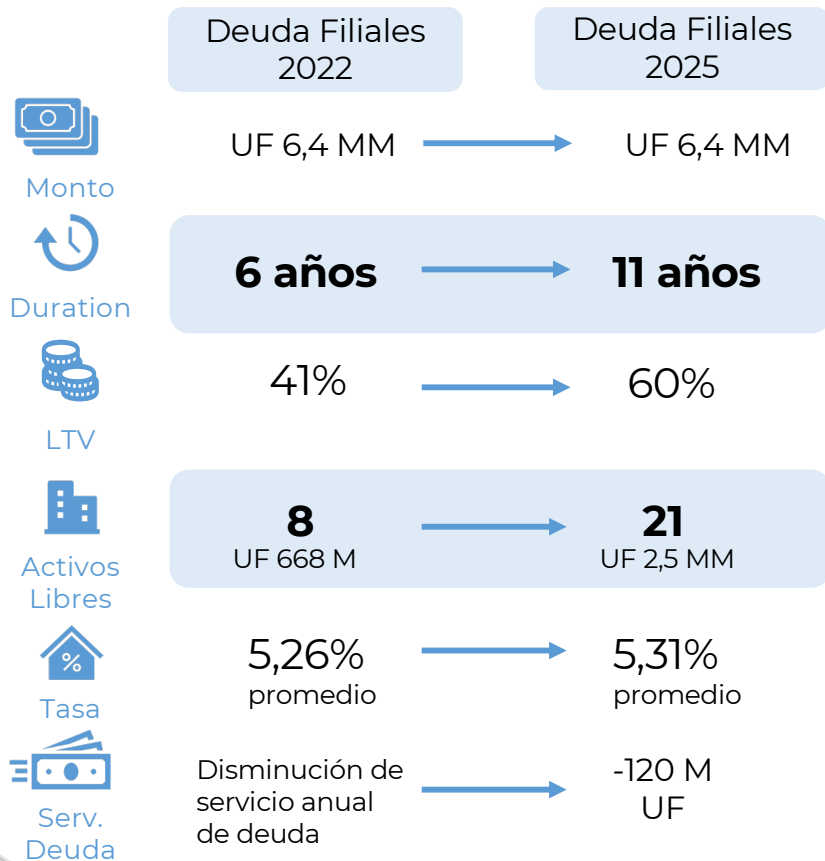 Deuda Filiales
2022
Deuda Filiales
2025
Monto
UF 6,4 MM
UF 6,4 MM
Duration
6 años
11 años
LTV
41%
60%
Activos
Libres
8
UF 668 M
21
UF 2,5 MM
%
Tasa
5,26%
promedio
5,31%
promedio
Serv.
Deuda
Disminución de
servicio anual
de deuda
-120 M
UF